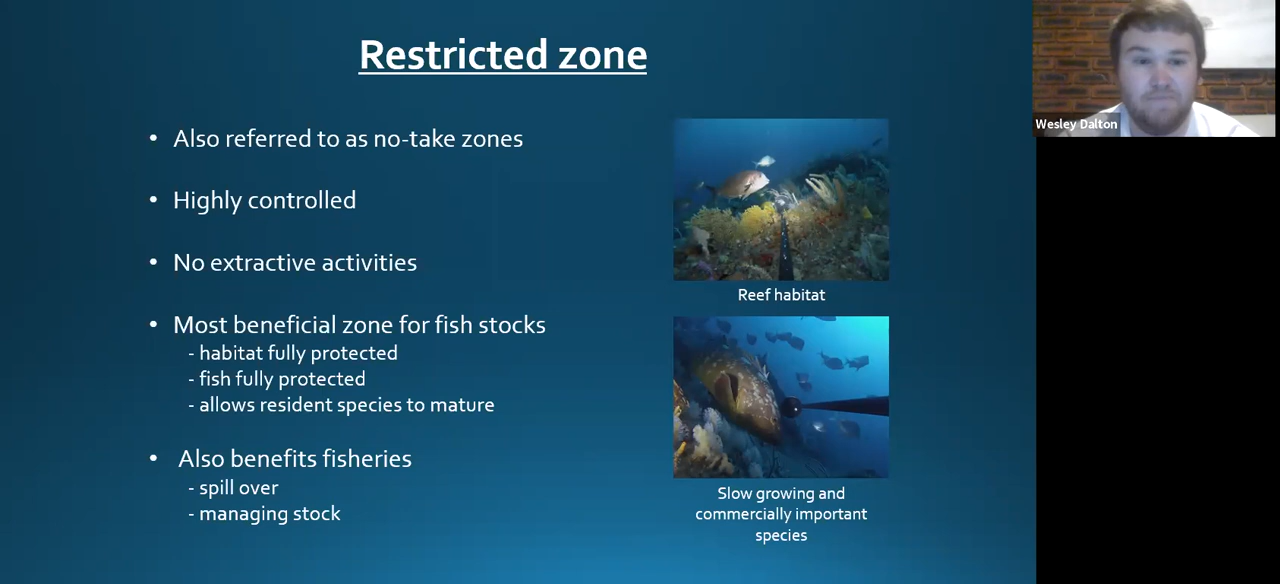 Restricted zone
Wesley Dalton
• Also referred to as no-take zones
• Highly controlled
• No extractive activities
• Most beneficial zone for fish stocks
- habitat fully protected
- fish fully protected
- allows resident species to mature
• Also benefits fisheries
- spill over
- managing stock
Reef habitat
Slow growing and
commercially important
species